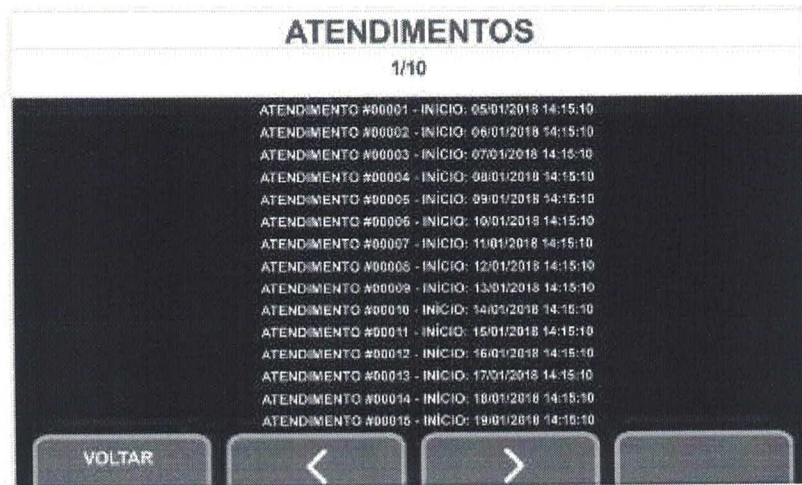 ATENDIMENTOS
1/10
ATENDIMENTO #00001 - INÍCIO: 05/01/2018 14:15:10
ATENDIMENTO #00002 - INÍCIO: 06/01/2018 14:15:10
ATENDIMENTO #00003 - INÍCIO: 07/01/2018 14:15:10
ATENDIMENTO #00004 - INÍCIO: 08/01/2018 14:15:10
ATENDIMENTO #00005 - INÍCIO: 09/01/2018 14:15:10
ATENDIMENTO #00006 - INÍCIO: 10/01/2018 14:15:10
ATENDIMENTO #00007 - INÍCIO: 11/01/2018 14:15:10
ATENDIMENTO #00008 - INÍCIO: 12/01/2018 14:15:10
ATENDIMENTO #00009 - INÍCIO: 13/01/2018 14:15:10
ATENDIMENTO #00010 - INÍCIO: 14/01/2018 14:15:10
ATENDIMENTO #00011 - INÍCIO: 15/01/2018 14:15:10
ATENDIMENTO #00012 - INÍCIO: 16/01/2018 14:15:10
ATENDIMENTO #00013 - INÍCIO: 17/01/2018 14:15:10
ATENDIMENTO #00014 - INÍCIO: 18/01/2018 14:15:10
ATENDIMENTO #00015 - INÍCIO: 19/01/2018 14:15:10
VOLTAR < >